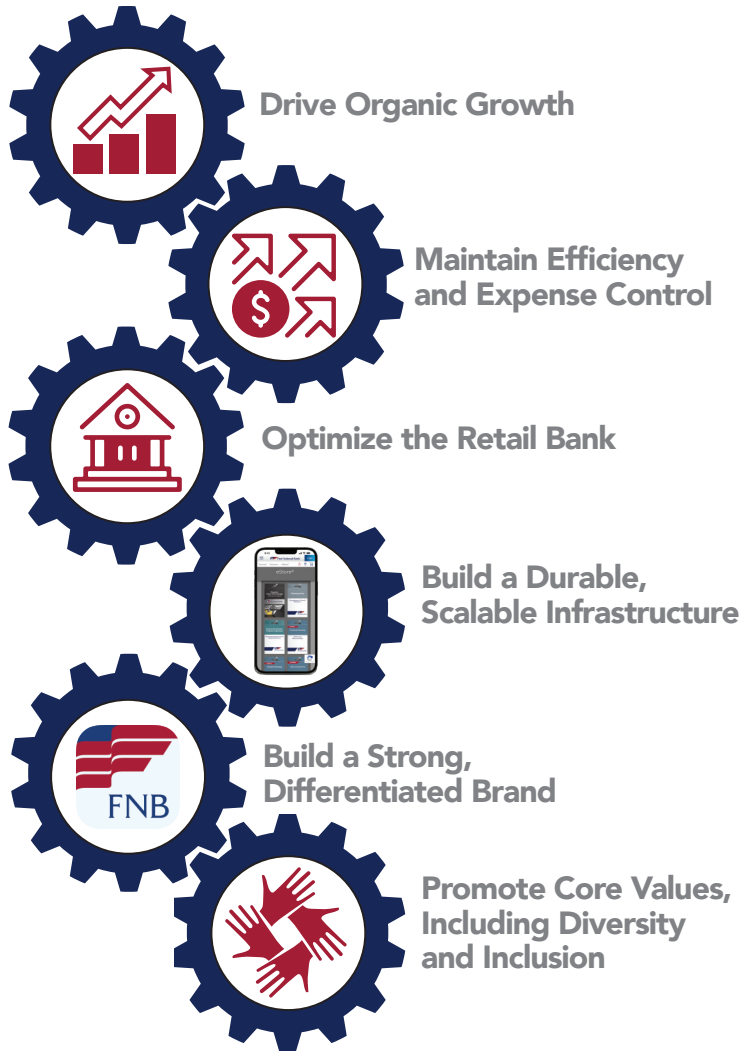 Drive Organic Growth
$
Maintain Efficiency
and Expense Control
Optimize the Retail Bank
Build a Durable,
Scalable Infrastructure
FNB
Build a Strong,
Differentiated Brand
Promote Core Values,
Including Diversity
and Inclusion